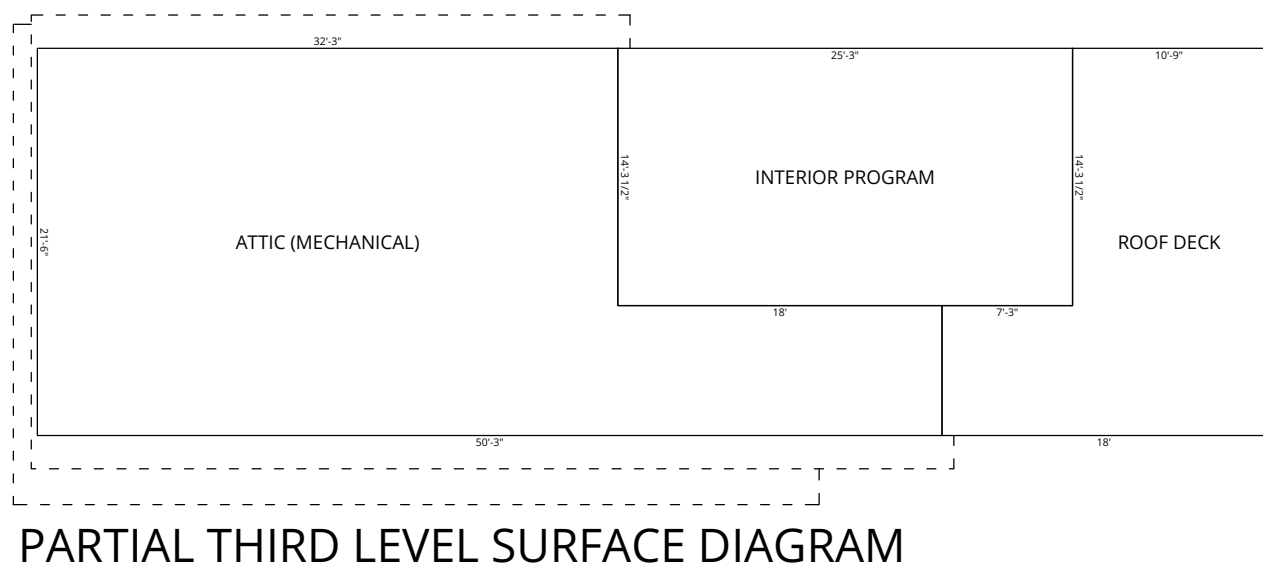 32'-3"
25'-3"
10'-9"
14'-3 1/2"
14'-3 1/2"
INTERIOR PROGRAM
21'-6"
ATTIC (MECHANICAL)
ROOF DECK
18'
7'-3"
50'-3"
18'
PARTIAL THIRD LEVEL SURFACE DIAGRAM